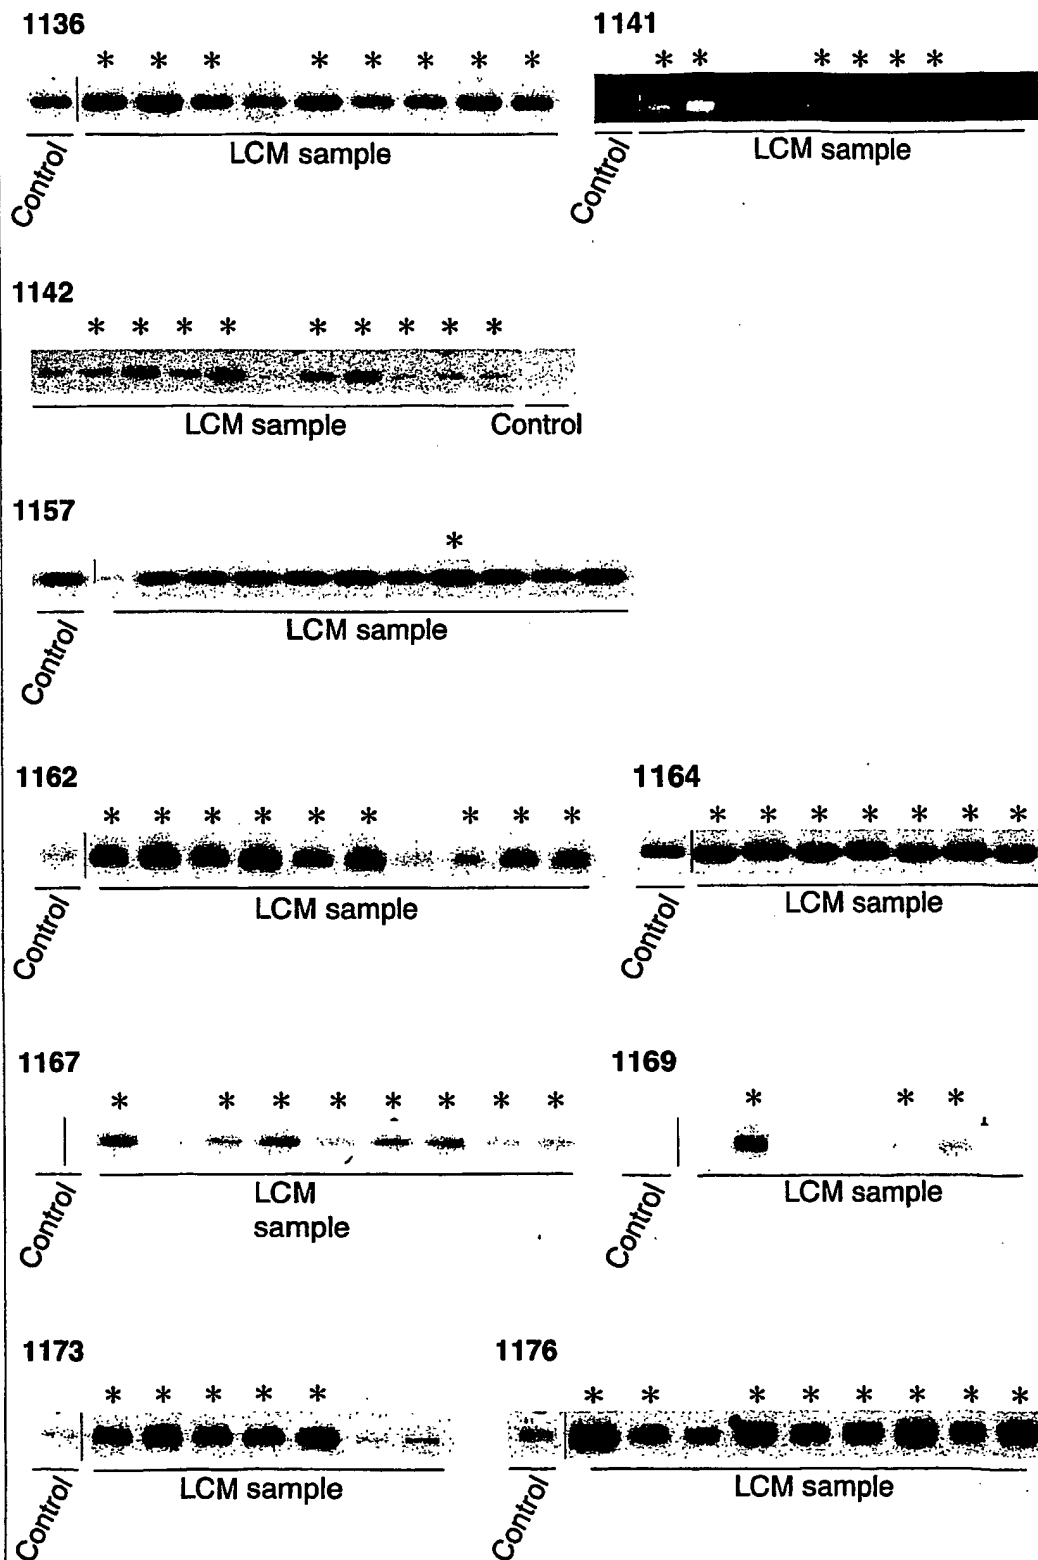 1136
* * * * * * * *
Control
LCM sample
1141
* * * * * *
Control
LCM sample
1142
* * * * * * * * *
LCM sample
Control
1157
*
Control
LCM sample
1162
* * * * * * * * *
Control
LCM sample
1164
* * * * * * *
Control
LCM sample
1167
* * * * * * * *
Control
LCM
sample
1169
* * *
Control
LCM sample
1173
* * * * *
Control
LCM sample
1176
* * * * * * * *
Control
LCM sample